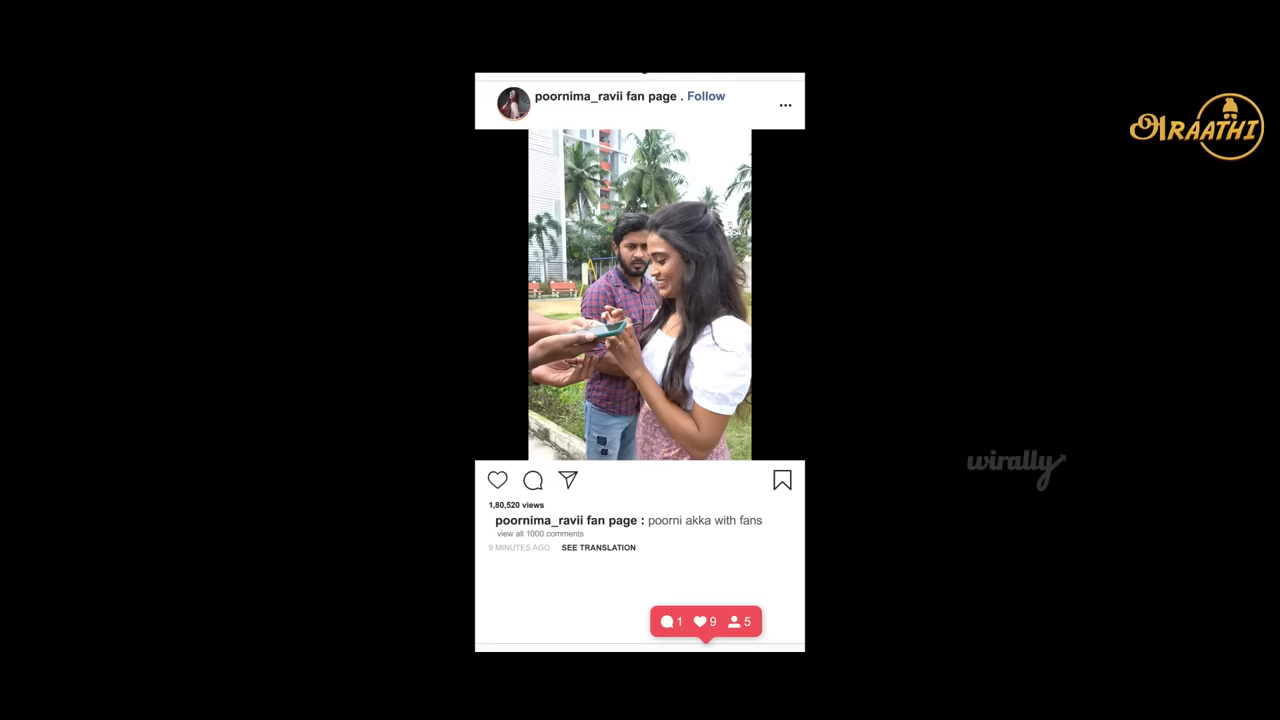 poornima_ravii fan page . Follow
அRAATHI
wirally
1,80,520 views
poornima_ravii fan page : poorni akka with fans
view all 1000 comments
9 MINUTES AGO SEE TRANSLATION
1 9 5